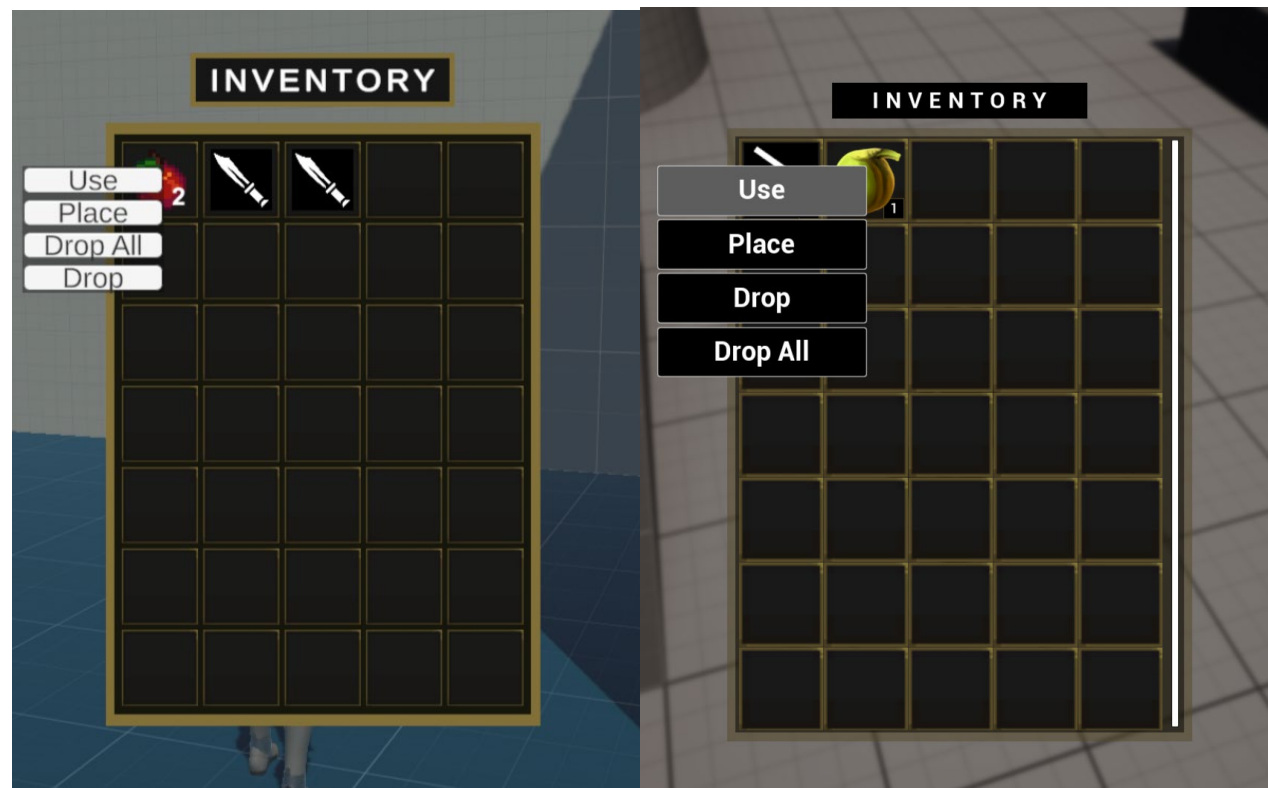 INVENTORY
2
Use
Place
Drop All
Drop
INVENTORY
1
Use
Place
Drop
Drop All